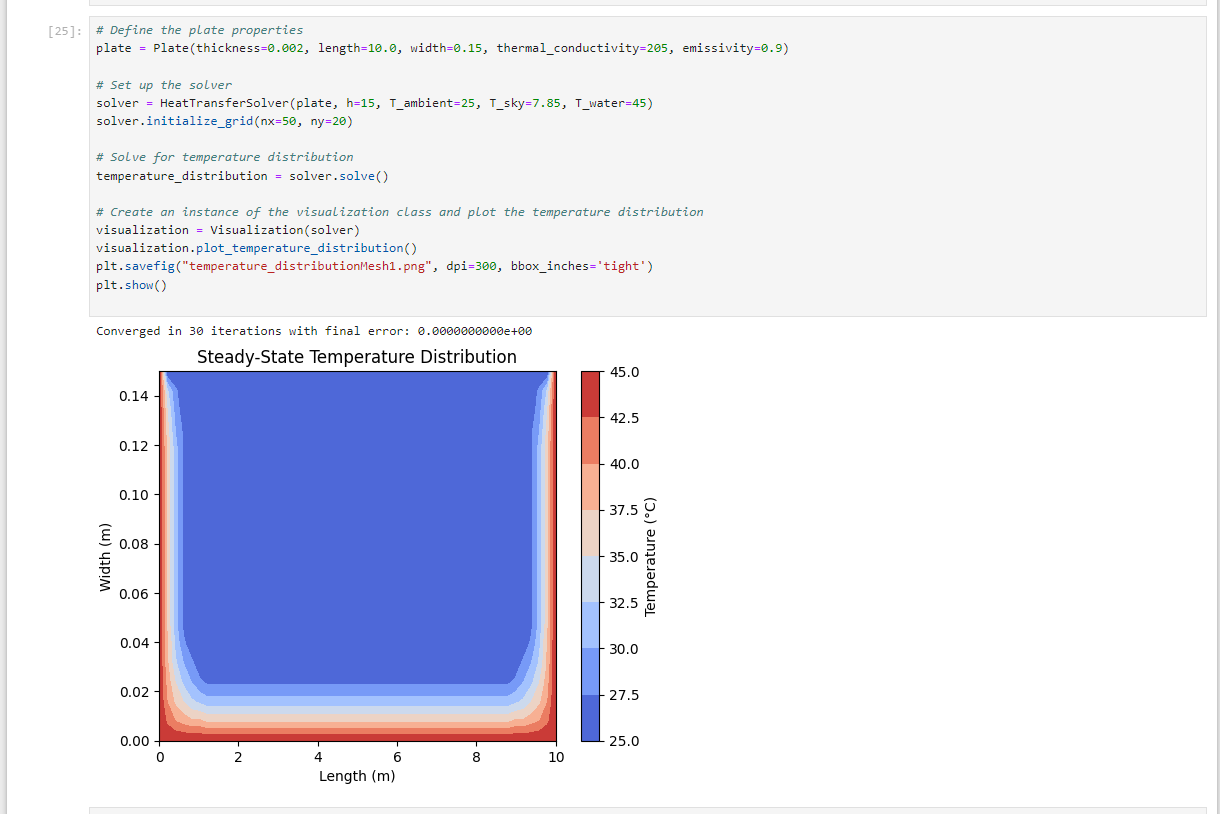 [25]:
# Define the plate properties
plate = Plate(thickness=0.002, length=10.0, width=0.15, thermal_conductivity=205, emissivity=0.9)
# Set up the solver
solver = HeatTransferSolver(plate, h=15, T_ambient=25, T_sky=7.85, T_water=45)
solver.initialize_grid(nx=50, ny=20)
# Solve for temperature distribution
temperature_distribution = solver.solve()
# Create an instance of the visualization class and plot the temperature distribution
visualization = Visualization(solver)
visualization.plot_temperature_distribution()
plt.savefig("temperature_distributionMesh1.png", dpi=300, bbox_inches='tight')
plt.show()
Converged in 30 iterations with final error: 0.0000000000e+00
Steady-State Temperature Distribution
Width (m)
0.14
0.12
0.10
0.08
0.06
0.04
0.02
0.00
0
2
4
6
8
10
Length (m)
45.0
42.5
40.0
37.5
35.0
32.5
30.0
27.5
25.0
Temperature (°C)